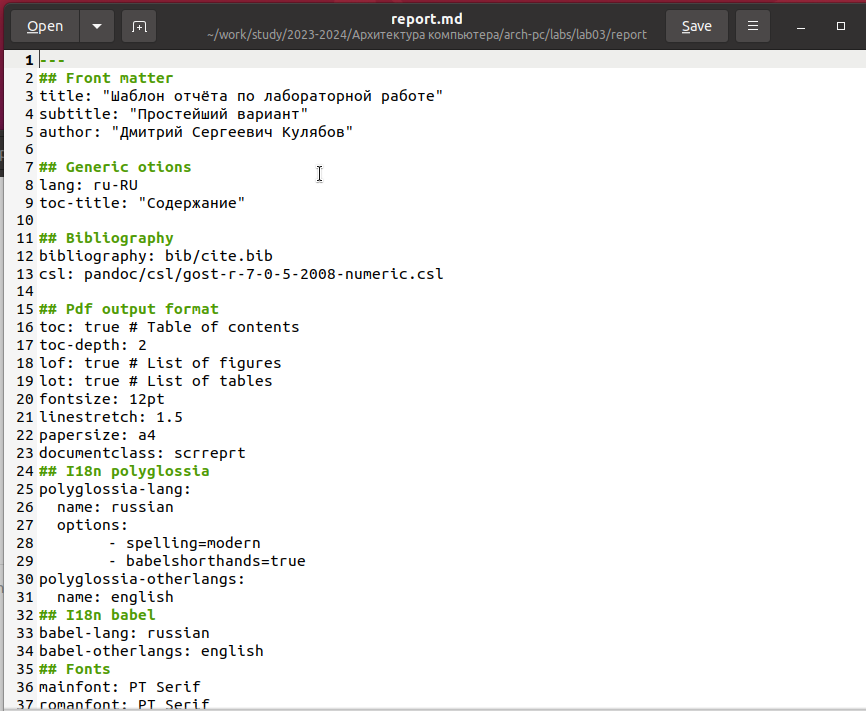 Open
report.md
~/work/study/2023-2024/Архитектура компьютера/arch-pc/labs/lab03/report
Save
1 ---
2 ## Front matter
3 title: "Шаблон отчёта по лабораторной работе"
4 subtitle: "Простейший вариант"
5 author: "Дмитрий Сергеевич Кулябов"
6
7 ## Generic otions
8 lang: ru-RU
9 toc-title: "Содержание"
10
11 ## Bibliography
12 bibliography: bib/cite.bib
13 csl: pandoc/csl/gost-r-7-0-5-2008-numeric.csl
14
15 ## Pdf output format
16 toc: true # Table of contents
17 toc-depth: 2
18 lof: true # List of figures
19 lot: true # List of tables
20 fontsize: 12pt
21 linestretch: 1.5
22 papersize: a4
23 documentclass: scrreprt
24 ## I18n polyglossia
25 polyglossia-lang:
26   name: russian
27   options:
28         - spelling=modern
29         - babelshorthands=true
30 polyglossia-otherlangs:
31   name: english
32 ## I18n babel
33 babel-lang: russian
34 babel-otherlangs: english
35 ## Fonts
36 mainfont: PT Serif
37 romanfont: PT Serif